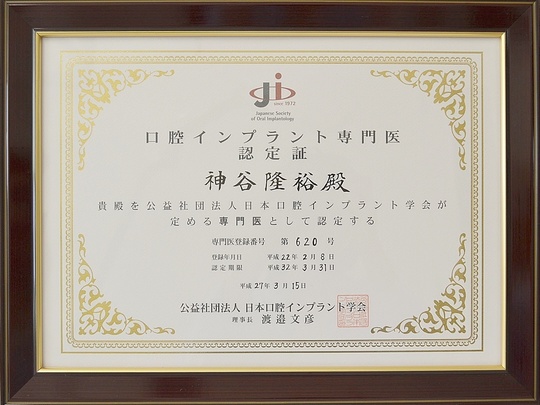 since 1972
Japanese Society
of Oral Implantology
口腔インプラント専門医
認定証
神谷隆裕殿
貴殿を公益社団法人日本口腔インプラント学会が
定める専門医として認定する
専門医登録番号 第620号
登録年月日 平成22年2月8日
認定期限 平成32年3月31日
平成27年3月15日
公益社団法人 日本口腔インプラント学会
理事長 渡邉文彦